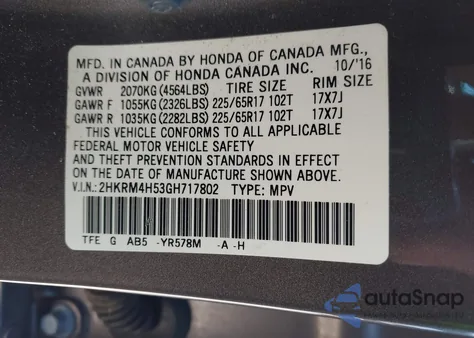 MFD. IN CANADA BY HONDA OF CANADA MFG.,
A DIVISION OF HONDA CANADA INC. 10/'16
GVWR 2070KG (4564LBS) TIRE SIZE RIM SIZE
GAWR F 1055KG (2326LBS) 225/65R17 102T 17X7J
GAWR R 1035KG (2282LBS) 225/65R17 102T 17X7J
THIS VEHICLE CONFORMS TO ALL APPLICABLE
FEDERAL MOTOR VEHICLE SAFETY
AND THEFT PREVENTION STANDARDS IN EFFECT
ON THE DATE OF MANUFACTURE SHOWN ABOVE.
V.I.N.: 2HKRM4H53GH717802 TYPE: MPV
TFE G AB5 -YR578M -A -H
autaSnap